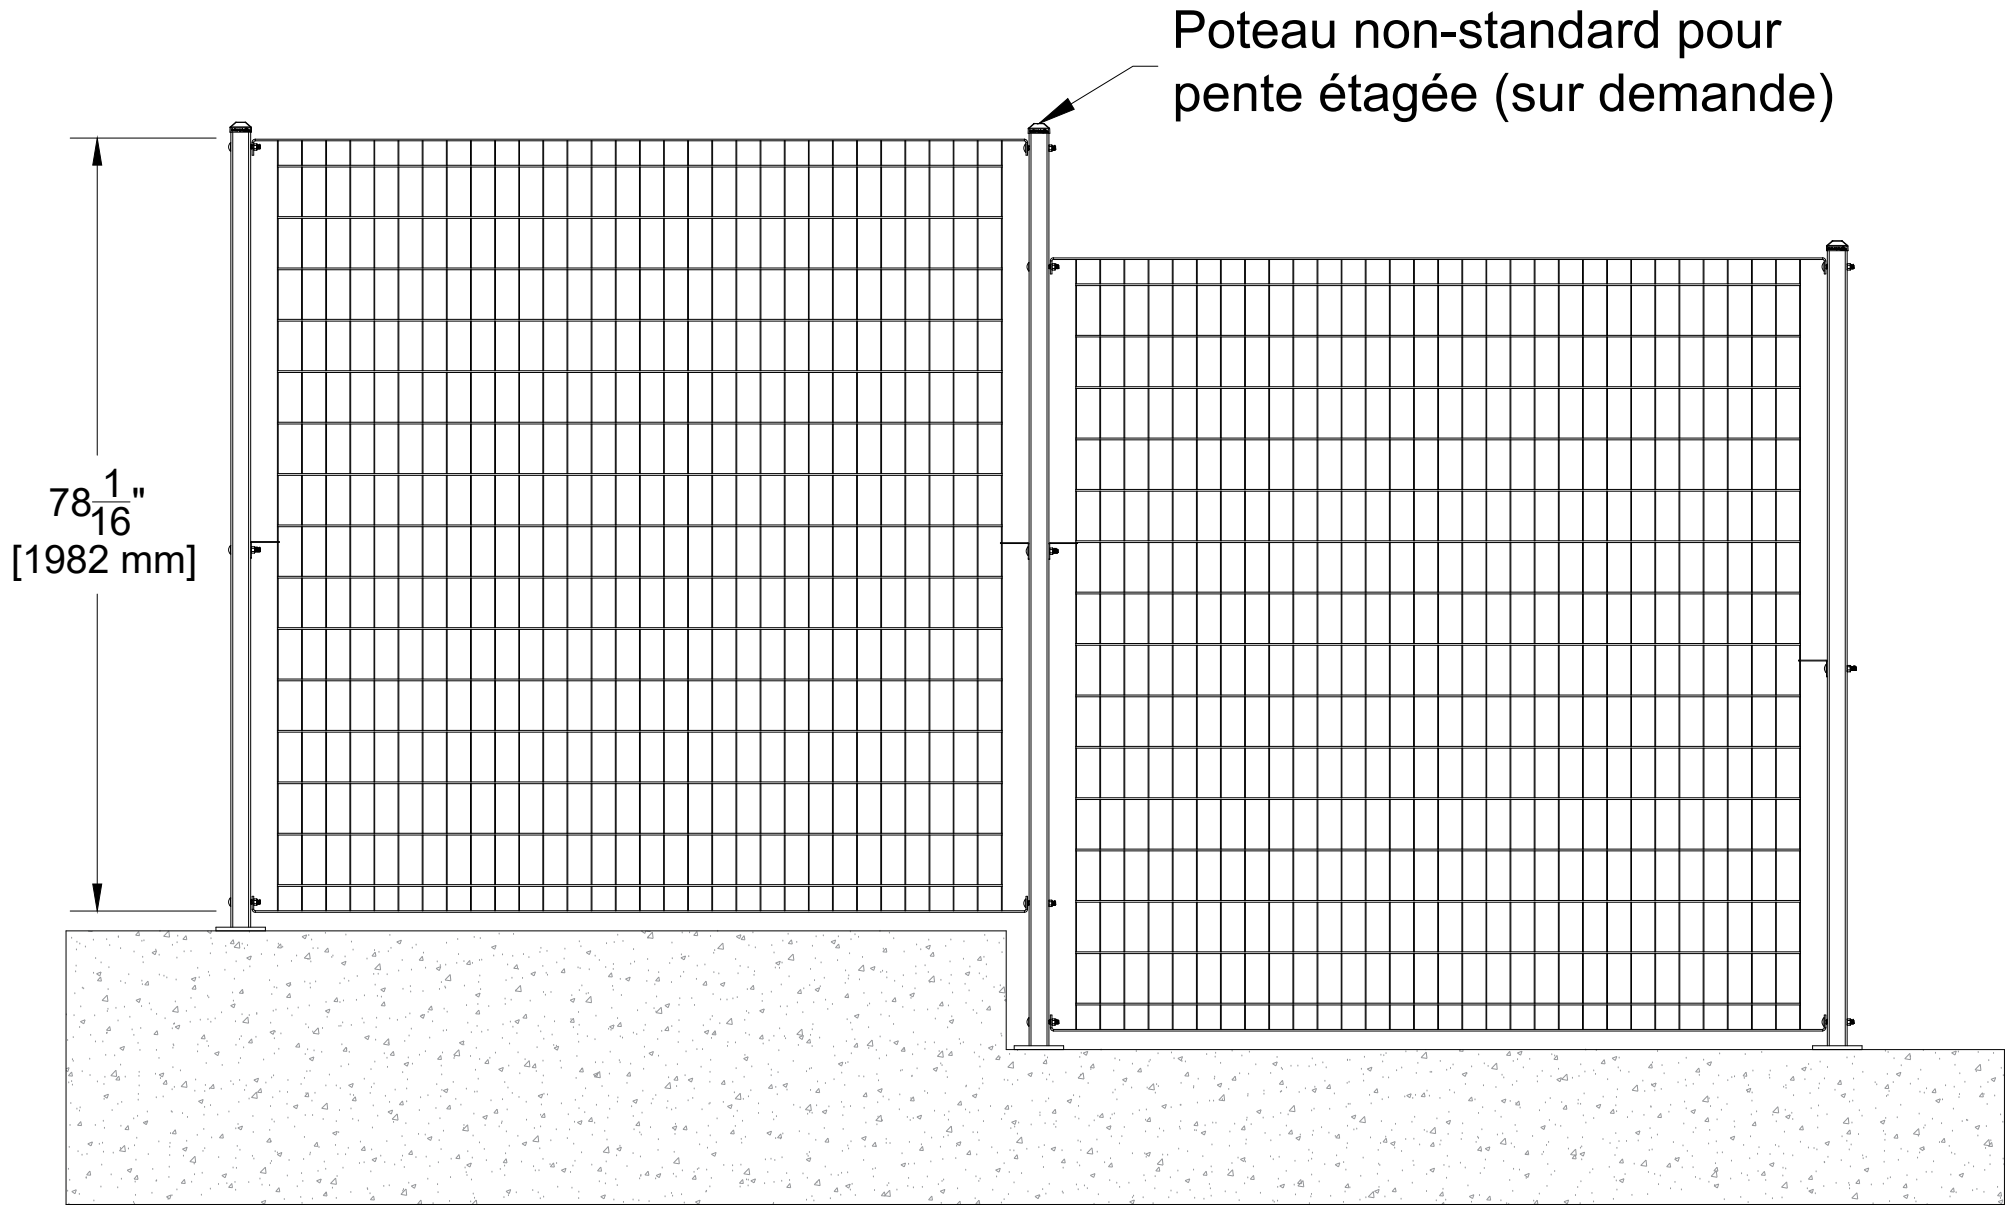 Poteau non-standard pour
pente étagée (sur demande)
78 1/16"
[1982 mm]